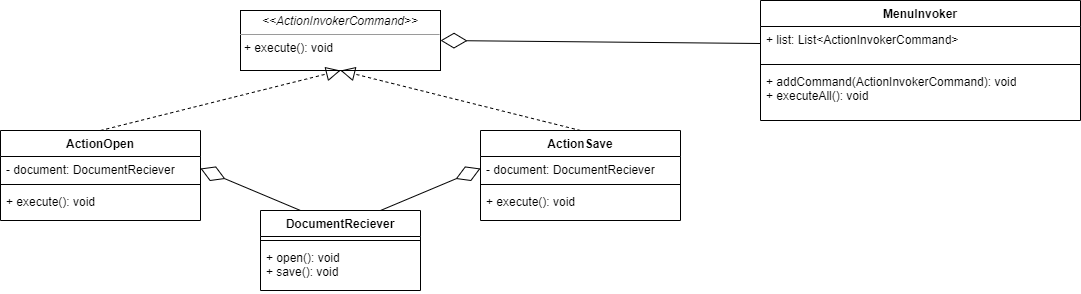 <<ActionInvokerCommand>>
+ execute(): void
MenuInvoker
+ list: List<ActionInvokerCommand>
+ addCommand(ActionInvokerCommand): void
+ executeAll(): void
ActionOpen
- document: DocumentReciever
+ execute(): void
ActionSave
- document: DocumentReciever
+ execute(): void
DocumentReciever
+ open(): void
+ save(): void